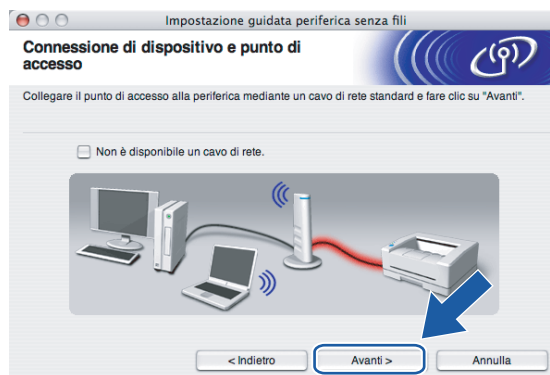 Impostazione guidata periferica senza fili
Connessione di dispositivo e punto di
accesso
Collegare il punto di accesso alla periferica mediante un cavo di rete standard e fare clic su "Avanti".
Non è disponibile un cavo di rete.
< Indietro
Avanti >
Annulla